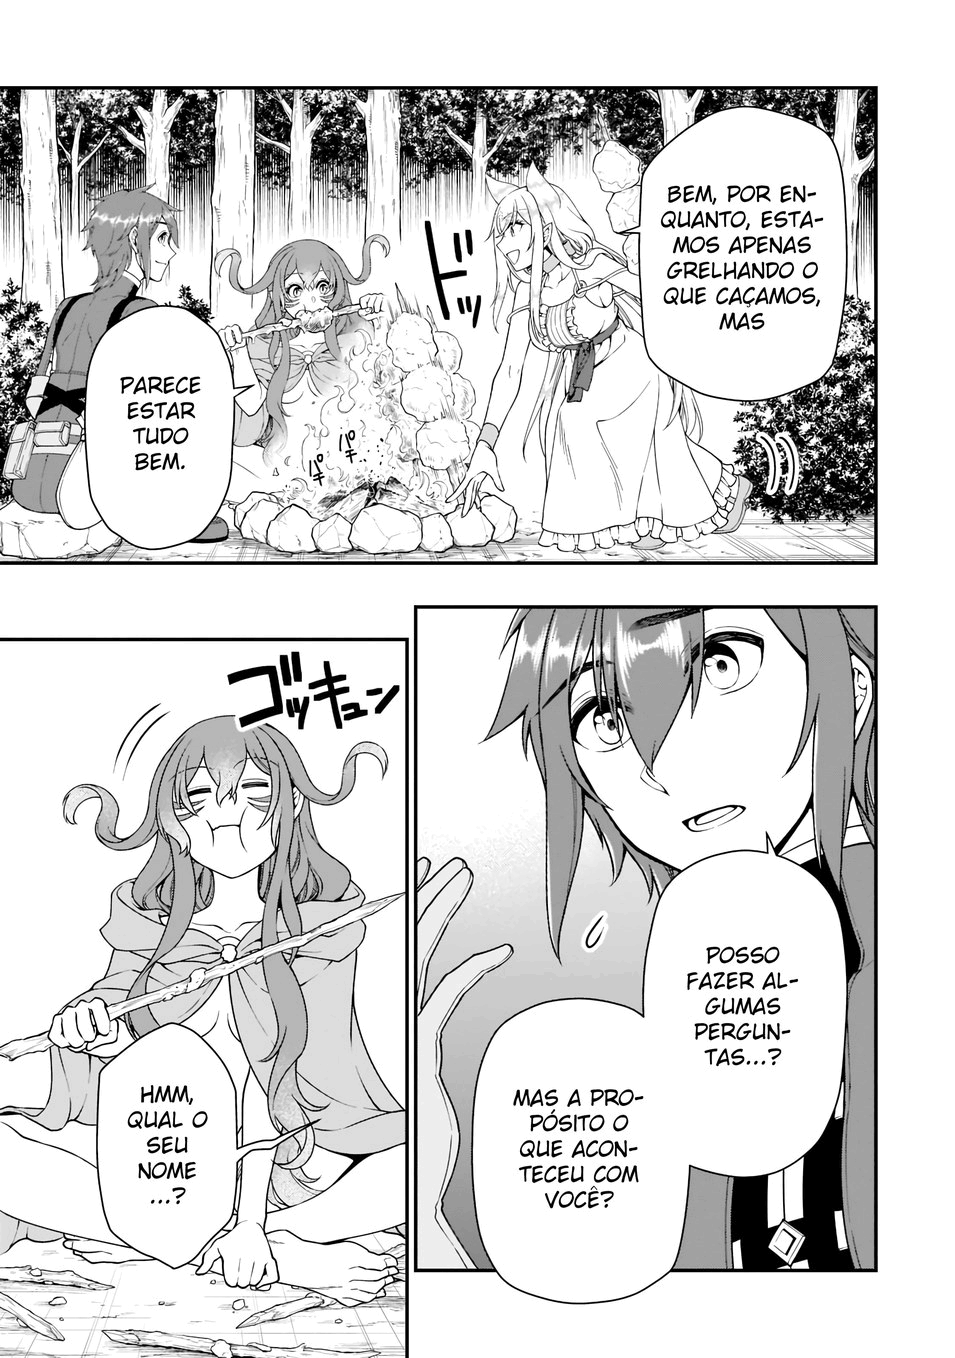 BEM, POR EN-
QUANTO, ESTA-
MOS APENAS
GRELHANDO O
QUE CAÇAMOS,
MAS
ドッ
パキ
パキ
PARECE
ESTAR
TUDO
BEM.
POSSO
FAZER AL-
GUMAS
PERGUN-
TAS...?
MAS A PRO-
PÓSITO O
QUE ACON-
TECEU COM
VOCÊ?
ゴッキュン
HMM,
QUAL O
SEU
NOME
...?